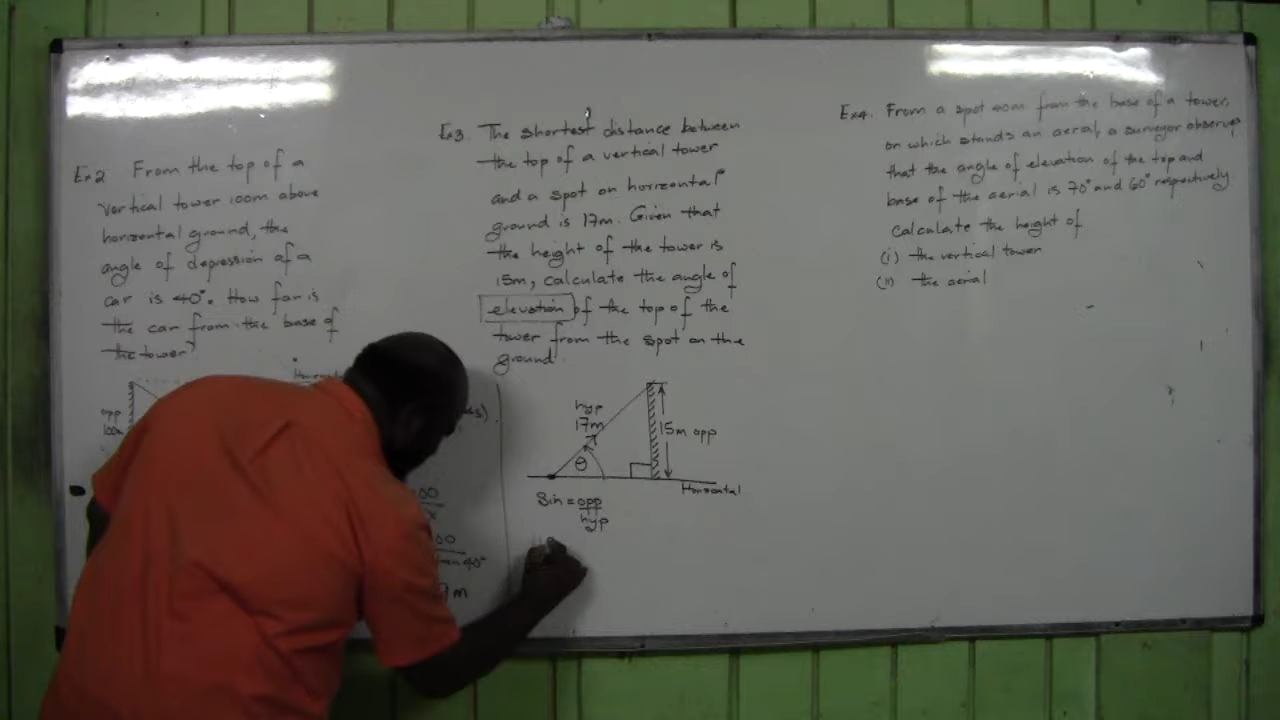 Ex2 From the top of a
vertical tower 100m above
horizontal ground, the
angle of depression of a
car is 40°. How far is
the car from the base of
the tower
opp
Ex3. The shortest distance between
the top of a vertical tower
and a spot on horizontal
ground is 17m. Given that
the height of the tower is
15m, calculate the angle of
elevation of the top of the
tower from the spot on the
ground.
hyp
17m
15m opp
θ
Horizontal
Sin = opp
hyp
Ex4. From a spot 40m from the base of a tower,
on which stands an aerial, a surveyor observes
that the angle of elevation of the top and
base of the aerial is 70° and 60° respectively.
Calculate the height of
(i) the vertical tower
(ii) the aerial